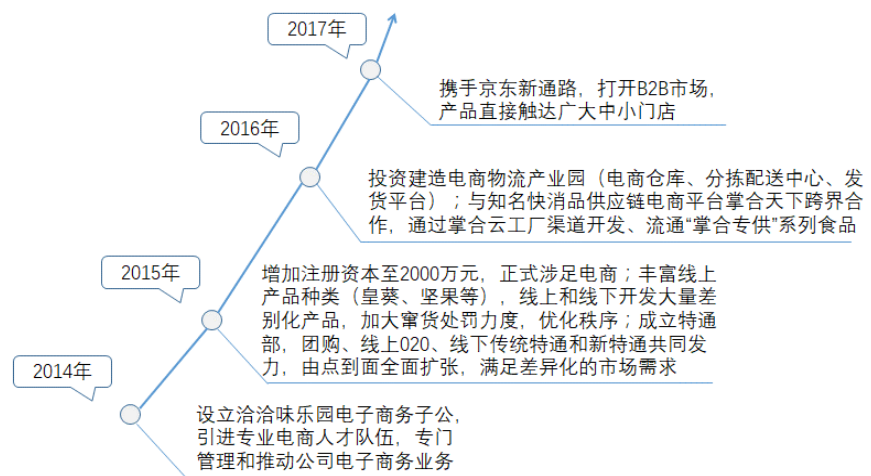 2017年
携手京东新通路，打开B2B市场，
产品直接触达广大中小门店
2016年
投资建造电商物流产业园（电商仓库、分拣配送中心、发
货平台）；与知名快消品供应链电商平台掌合天下跨界合
作，通过掌合云工厂渠道开发、流通“掌合专供”系列食品
2015年
增加注册资本至2000万元，正式涉足电商；丰富线上
产品种类（皇葵、坚果等），线上和线下开发大量差
别化产品，加大窜货处罚力度，优化秩序；成立特通
部，团购、线上020、线下传统特通和新特通共同发
力，由点到面全面扩张，满足差异化的市场需求
2014年
设立洽洽味乐园电子商务子公,
引进专业电商人才队伍，专门
管理和推动公司电子商务业务